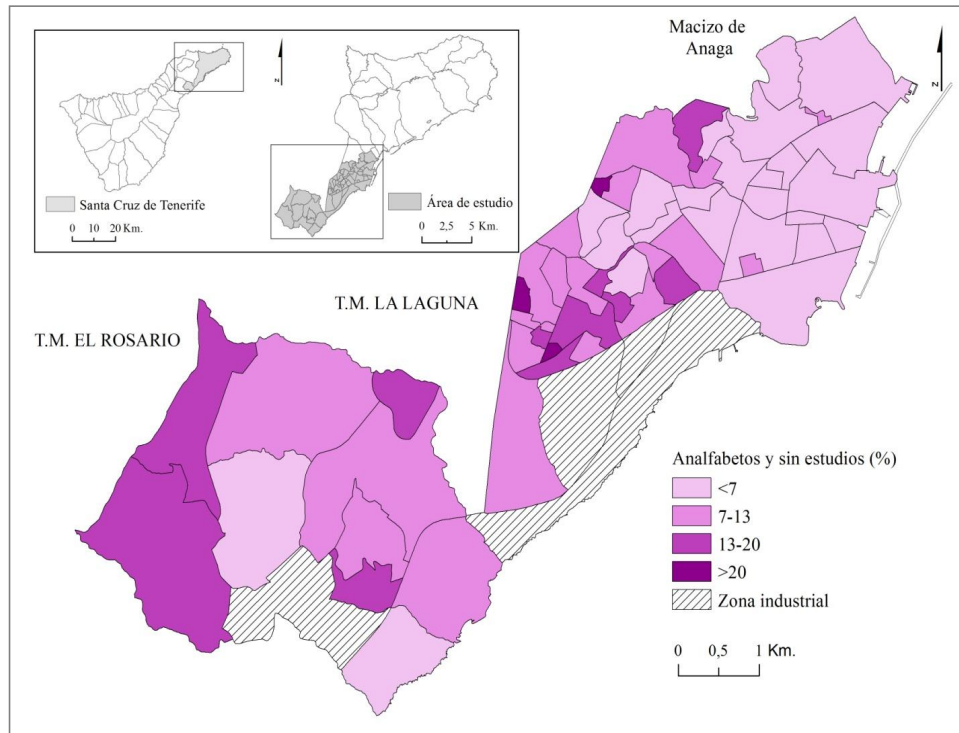 Macizo de
Anaga
N
N
Santa Cruz de Tenerife
0 10 20 Km.
Área de estudio
0 2,5 5 Km.
T.M. LA LAGUNA
T.M. EL ROSARIO
Analfabetos y sin estudios (%)
<7
7-13
13-20
>20
Zona industrial
0 0,5 1 Km.